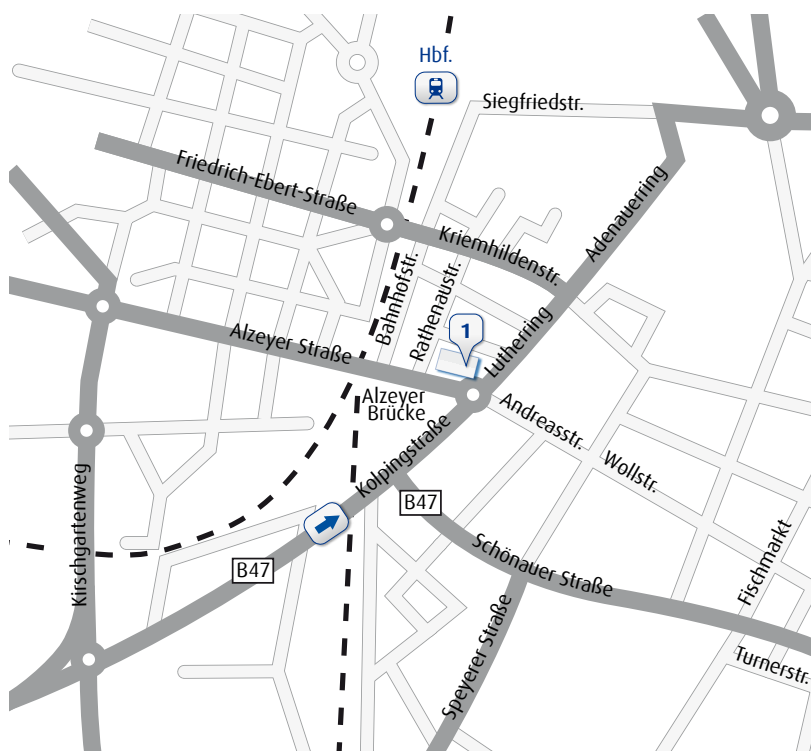 Hbf.
Siegfriedstr.
Friedrich-Ebert-Straße
Adenauerring
Kriemhildenstr.
Bahnhofstr.
Rathenaustr.
1
Alzeyer Straße
Lutherring
Alzeyer
Brücke
Andreasstr.
Kolpingstraße
Wollstr.
B47
Kirschgartenweg
Schönauer Straße
Fischmarkt
B47
Speyerer Straße
Turnerstr.